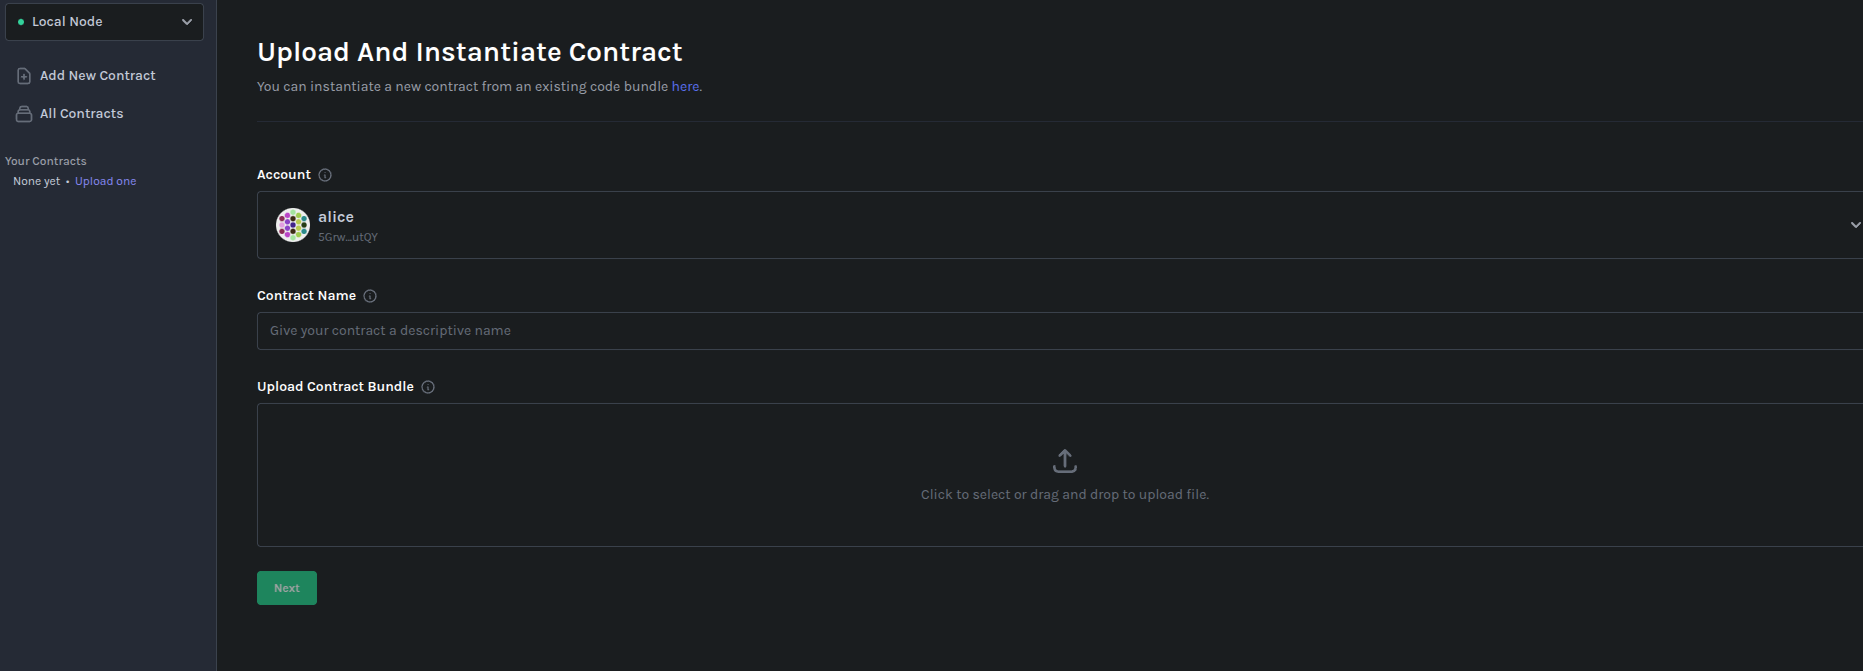 Local Node
Add New Contract
All Contracts
Your Contracts
None yet • Upload one
Upload And Instantiate Contract
You can instantiate a new contract from an existing code bundle here.
Account
alice
5Grw...utQY
Contract Name
Give your contract a descriptive name
Upload Contract Bundle
Click to select or drag and drop to upload file.
Next